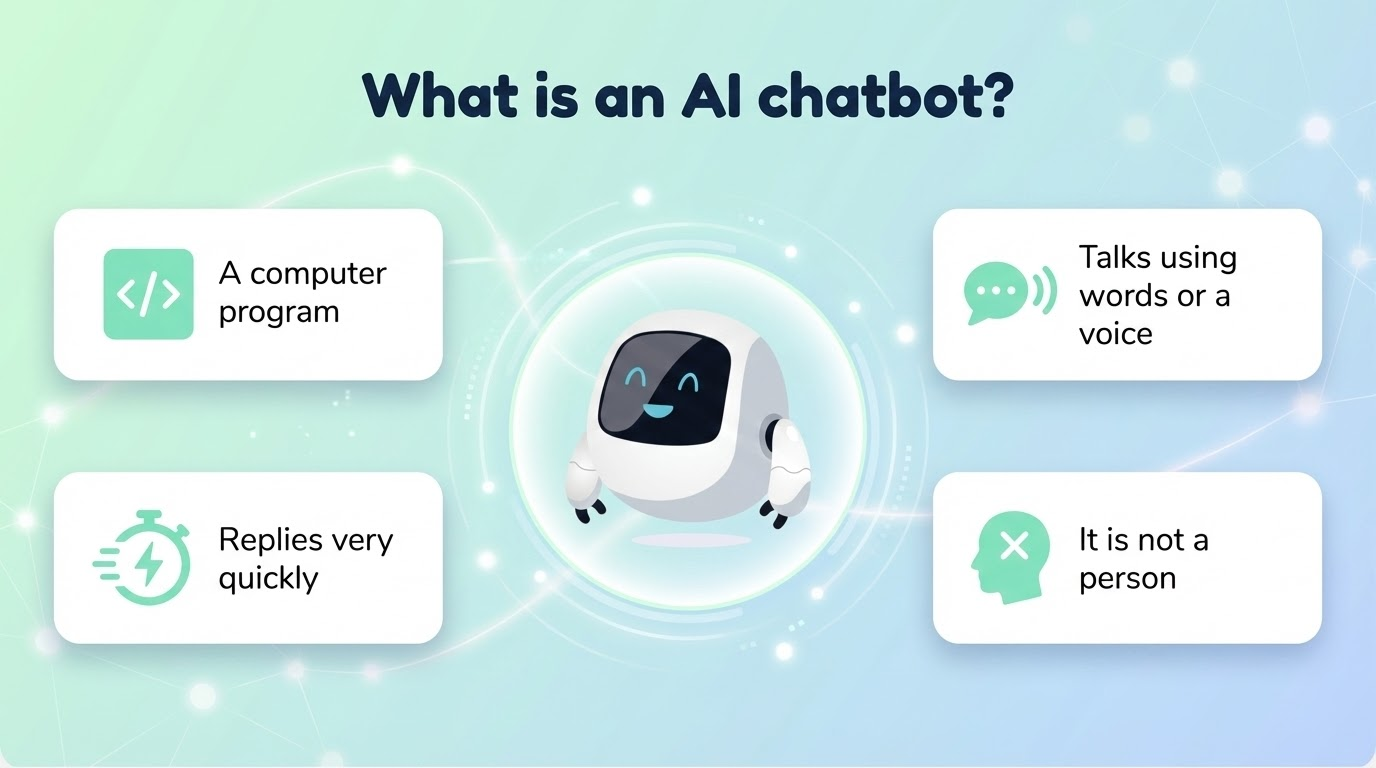 What is an AI chatbot?
A computer
program
Talks using
words or a
voice
Replies very
quickly
It is not a
person